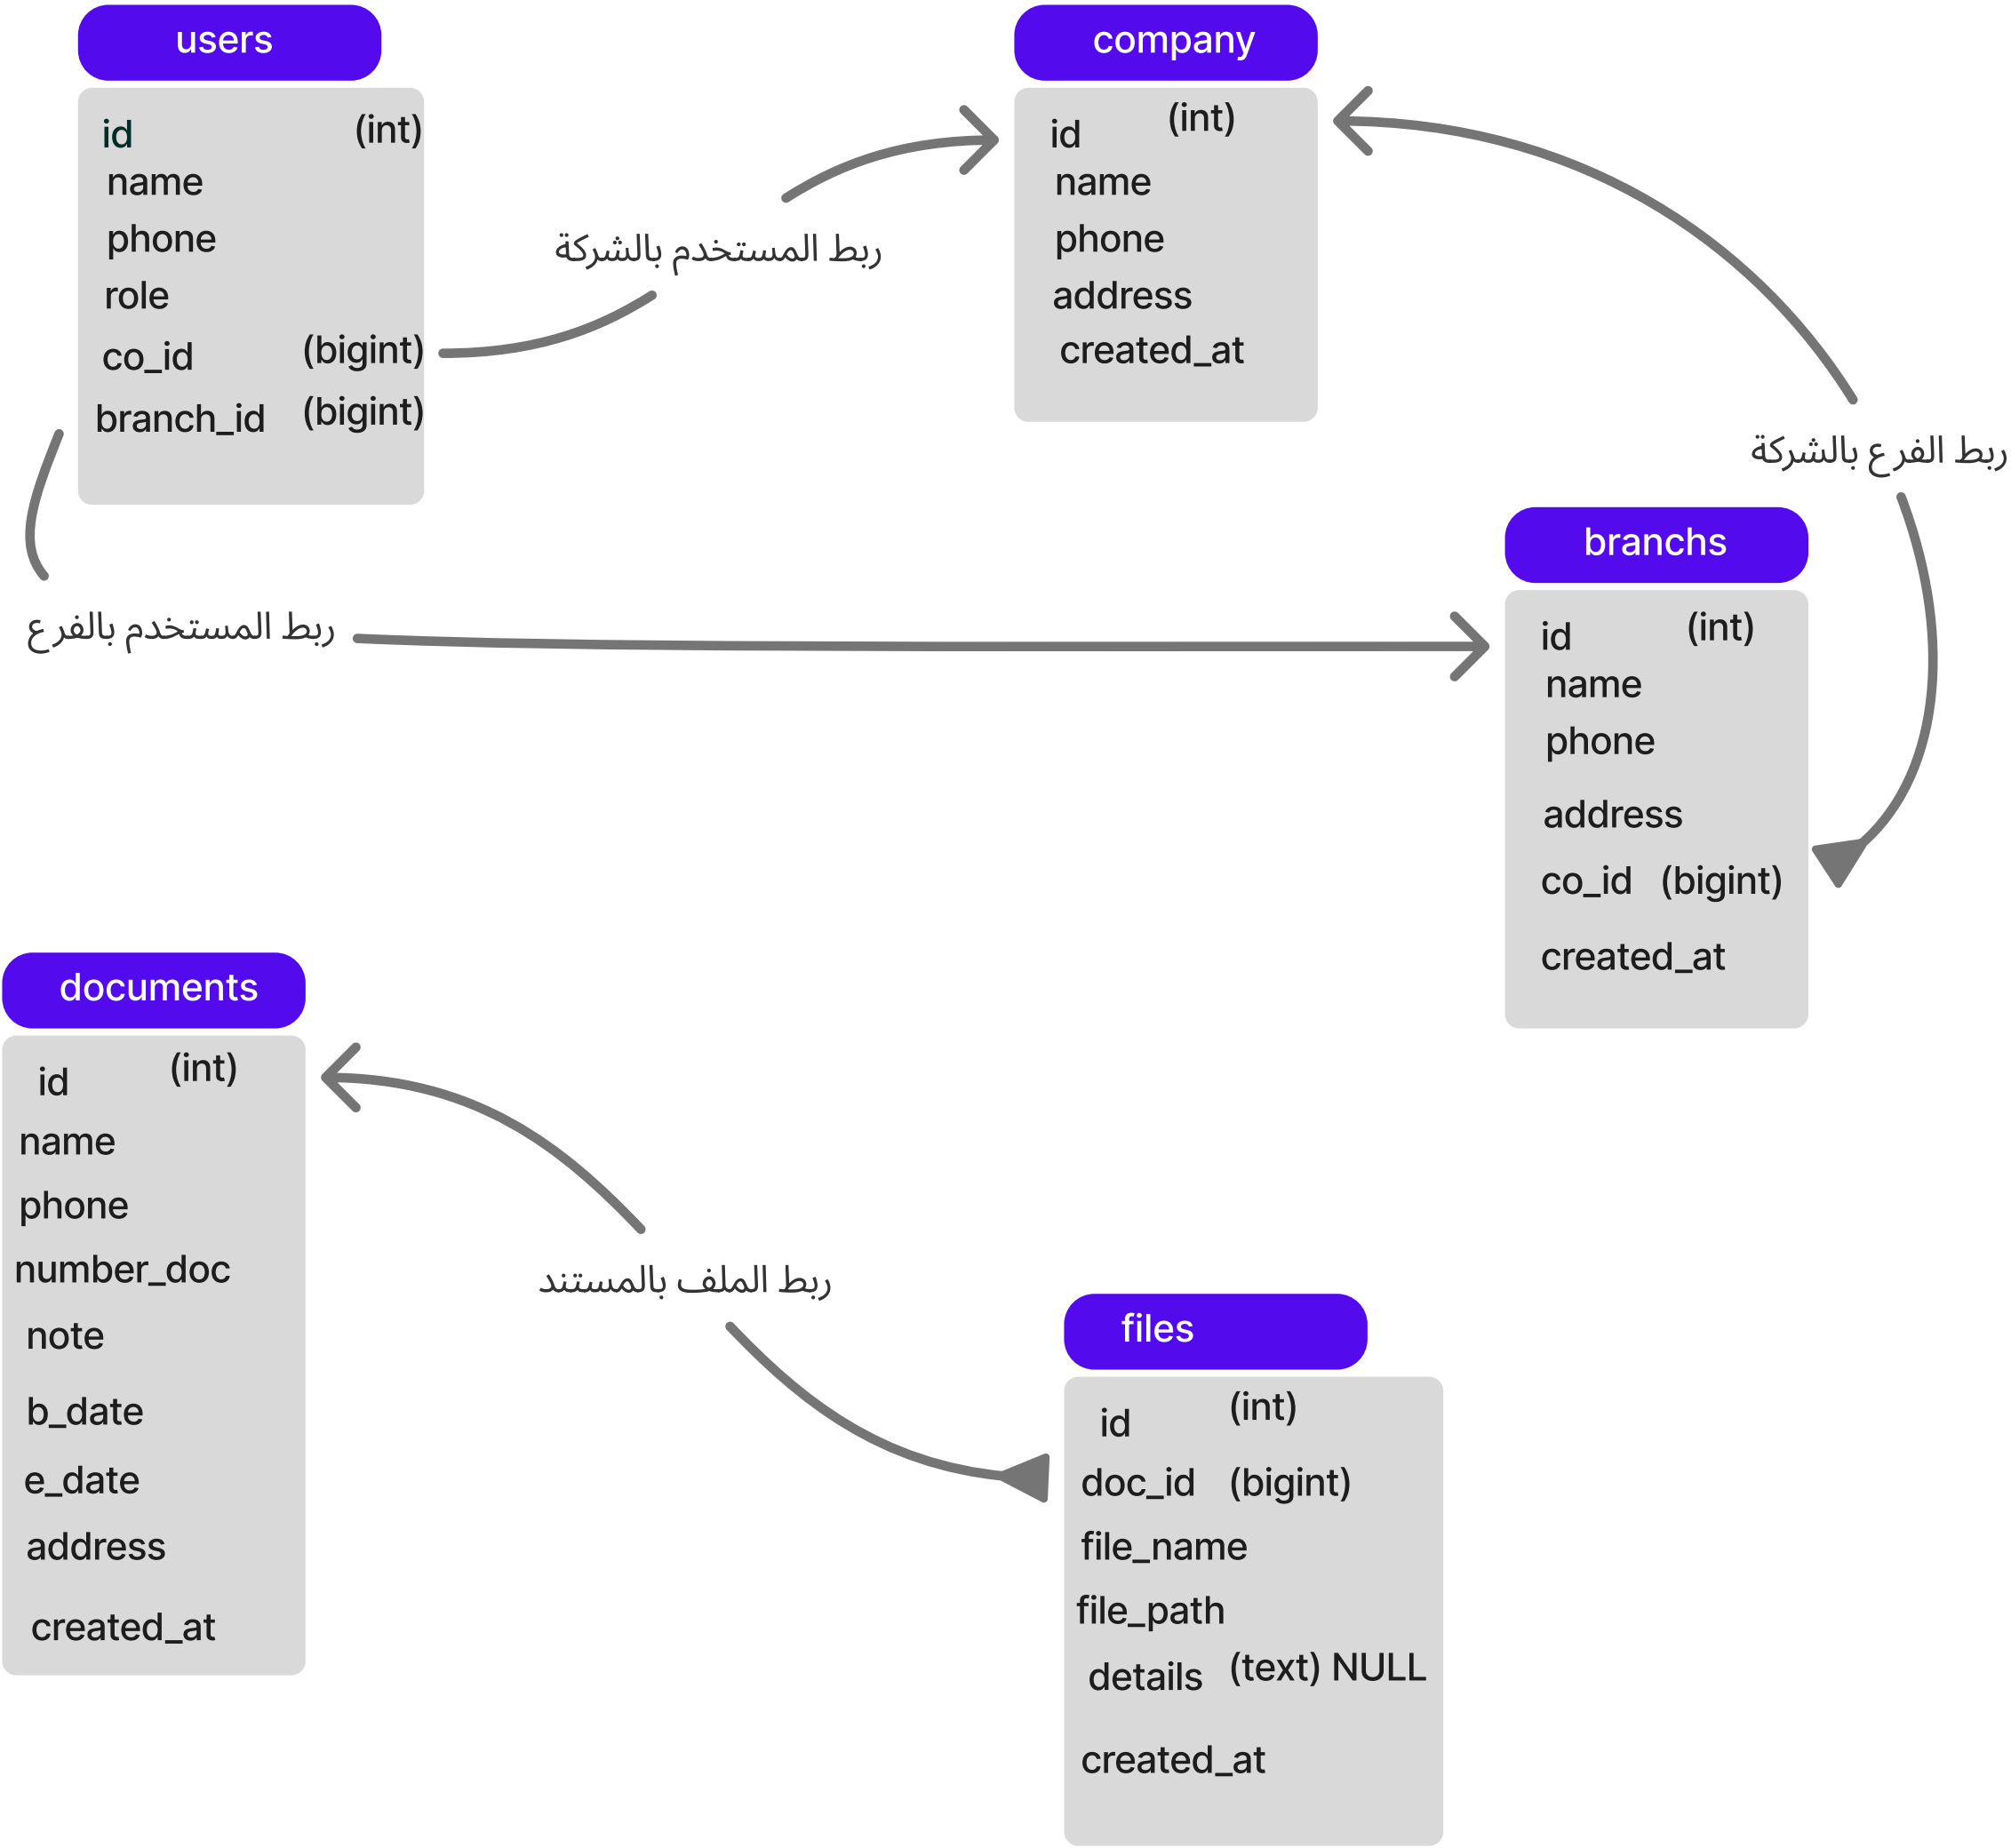 users
id (int)
name
phone
role
co_id (bigint)
branch_id (bigint)
ربط المستخدم بالشركة
company
id (int)
name
phone
address
created_at
ربط الفرع بالشركة
ربط المستخدم بالفرع
branchs
id (int)
name
phone
address
co_id (bigint)
created_at
documents
id (int)
name
phone
number_doc
note
b_date
e_date
address
created_at
ربط الملف بالمستند
files
id (int)
doc_id (bigint)
file_name
file_path
details (text) NULL
created_at